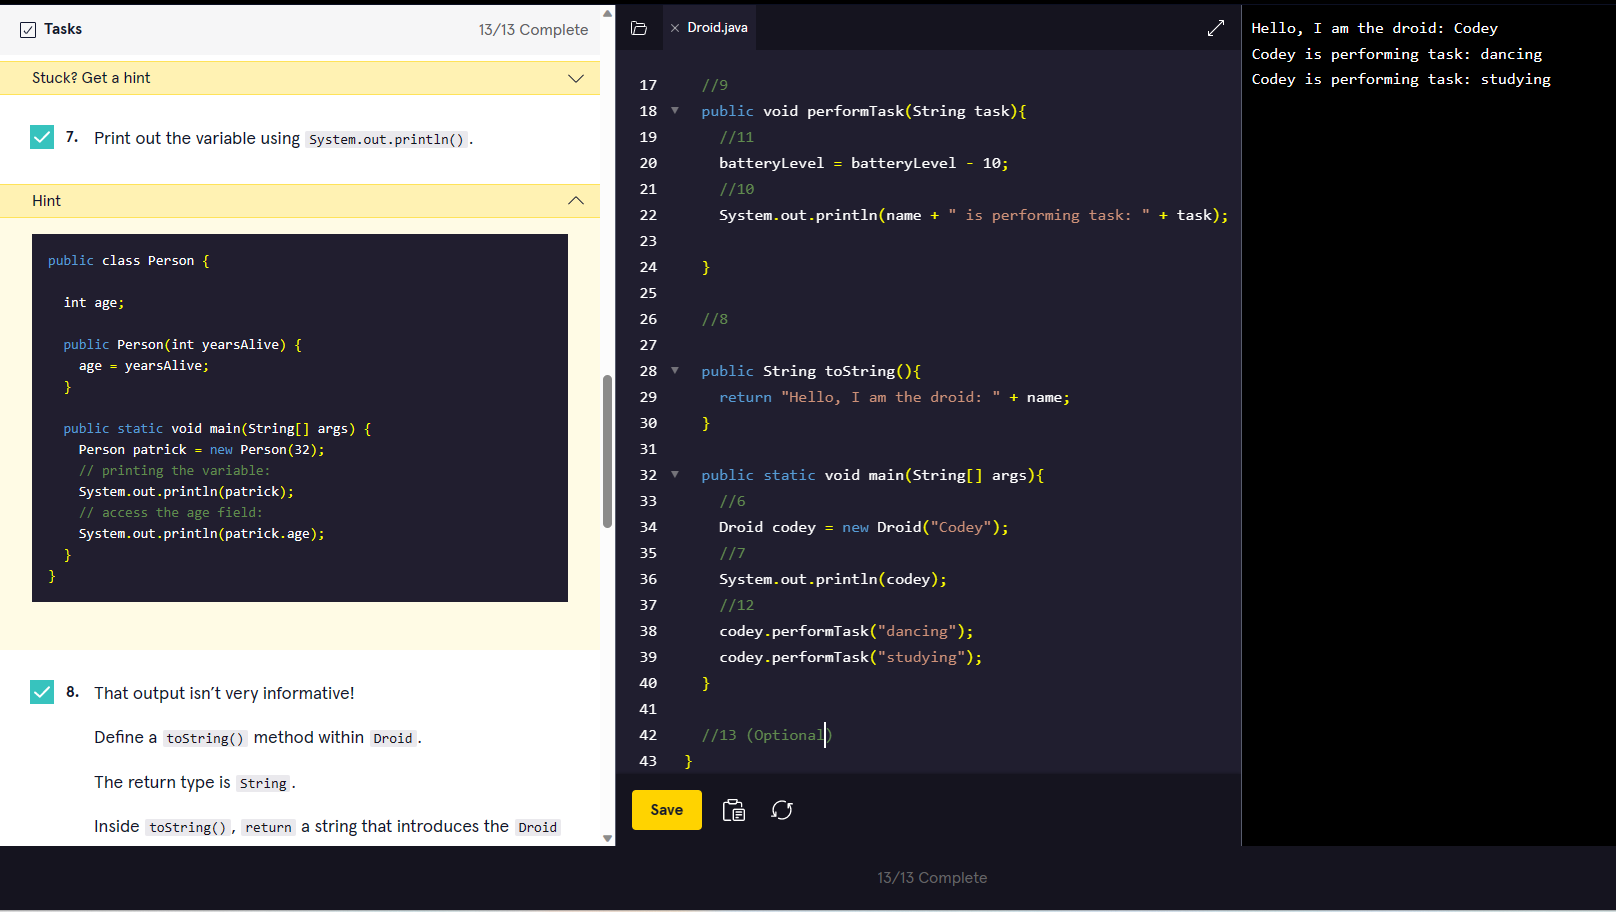 Tasks
13/13 Complete
Stuck? Get a hint
7. Print out the variable using System.out.println().
Hint
public class Person {
int age;
public Person(int yearsAlive) {
age = yearsAlive;
}
public static void main(String[] args) {
Person patrick = new Person(32);
// printing the variable:
System.out.println(patrick);
// access the age field:
System.out.println(patrick.age);
}
}
8. That output isn’t very informative!
Define a toString() method within Droid.
The return type is String.
Inside toString(), return a string that introduces the Droid
Droid.java
17 //9
18 public void performTask(String task){
19 //11
20 batteryLevel = batteryLevel - 10;
21 //10
22 System.out.println(name + " is performing task: " + task);
23
24 }
25
26 //8
27
28 public String toString(){
29 return "Hello, I am the droid: " + name;
30 }
31
32 public static void main(String[] args){
33 //6
34 Droid codey = new Droid("Codey");
35 //7
36 System.out.println(codey);
37 //12
38 codey.performTask("dancing");
39 codey.performTask("studying");
40 }
41
42 //13 (Optional)
43 }
Save
Hello, I am the droid: Codey
Codey is performing task: dancing
Codey is performing task: studying
13/13 Complete